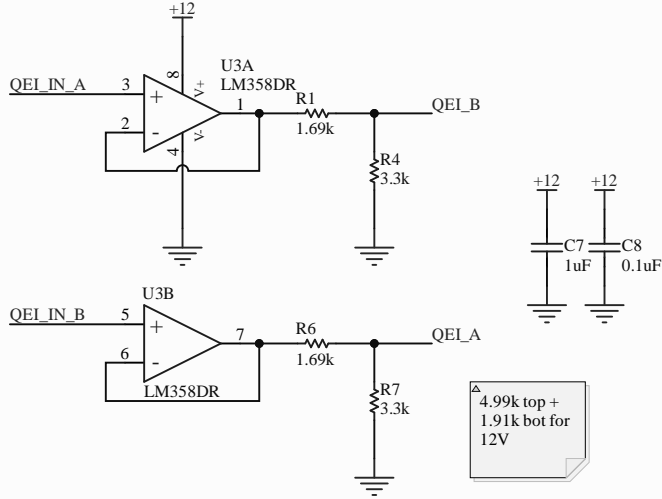 +12
U3A
LM358DR
QEI_IN_A
3
8
V+
+
1
R1
1.69k
QEI_B
2
-
V-
4
R4
3.3k
+12
+12
C7
1uF
C8
0.1uF
U3B
QEI_IN_B
5
+
7
R6
1.69k
QEI_A
6
-
LM358DR
R7
3.3k
4.99k top +
1.91k bot for
12V